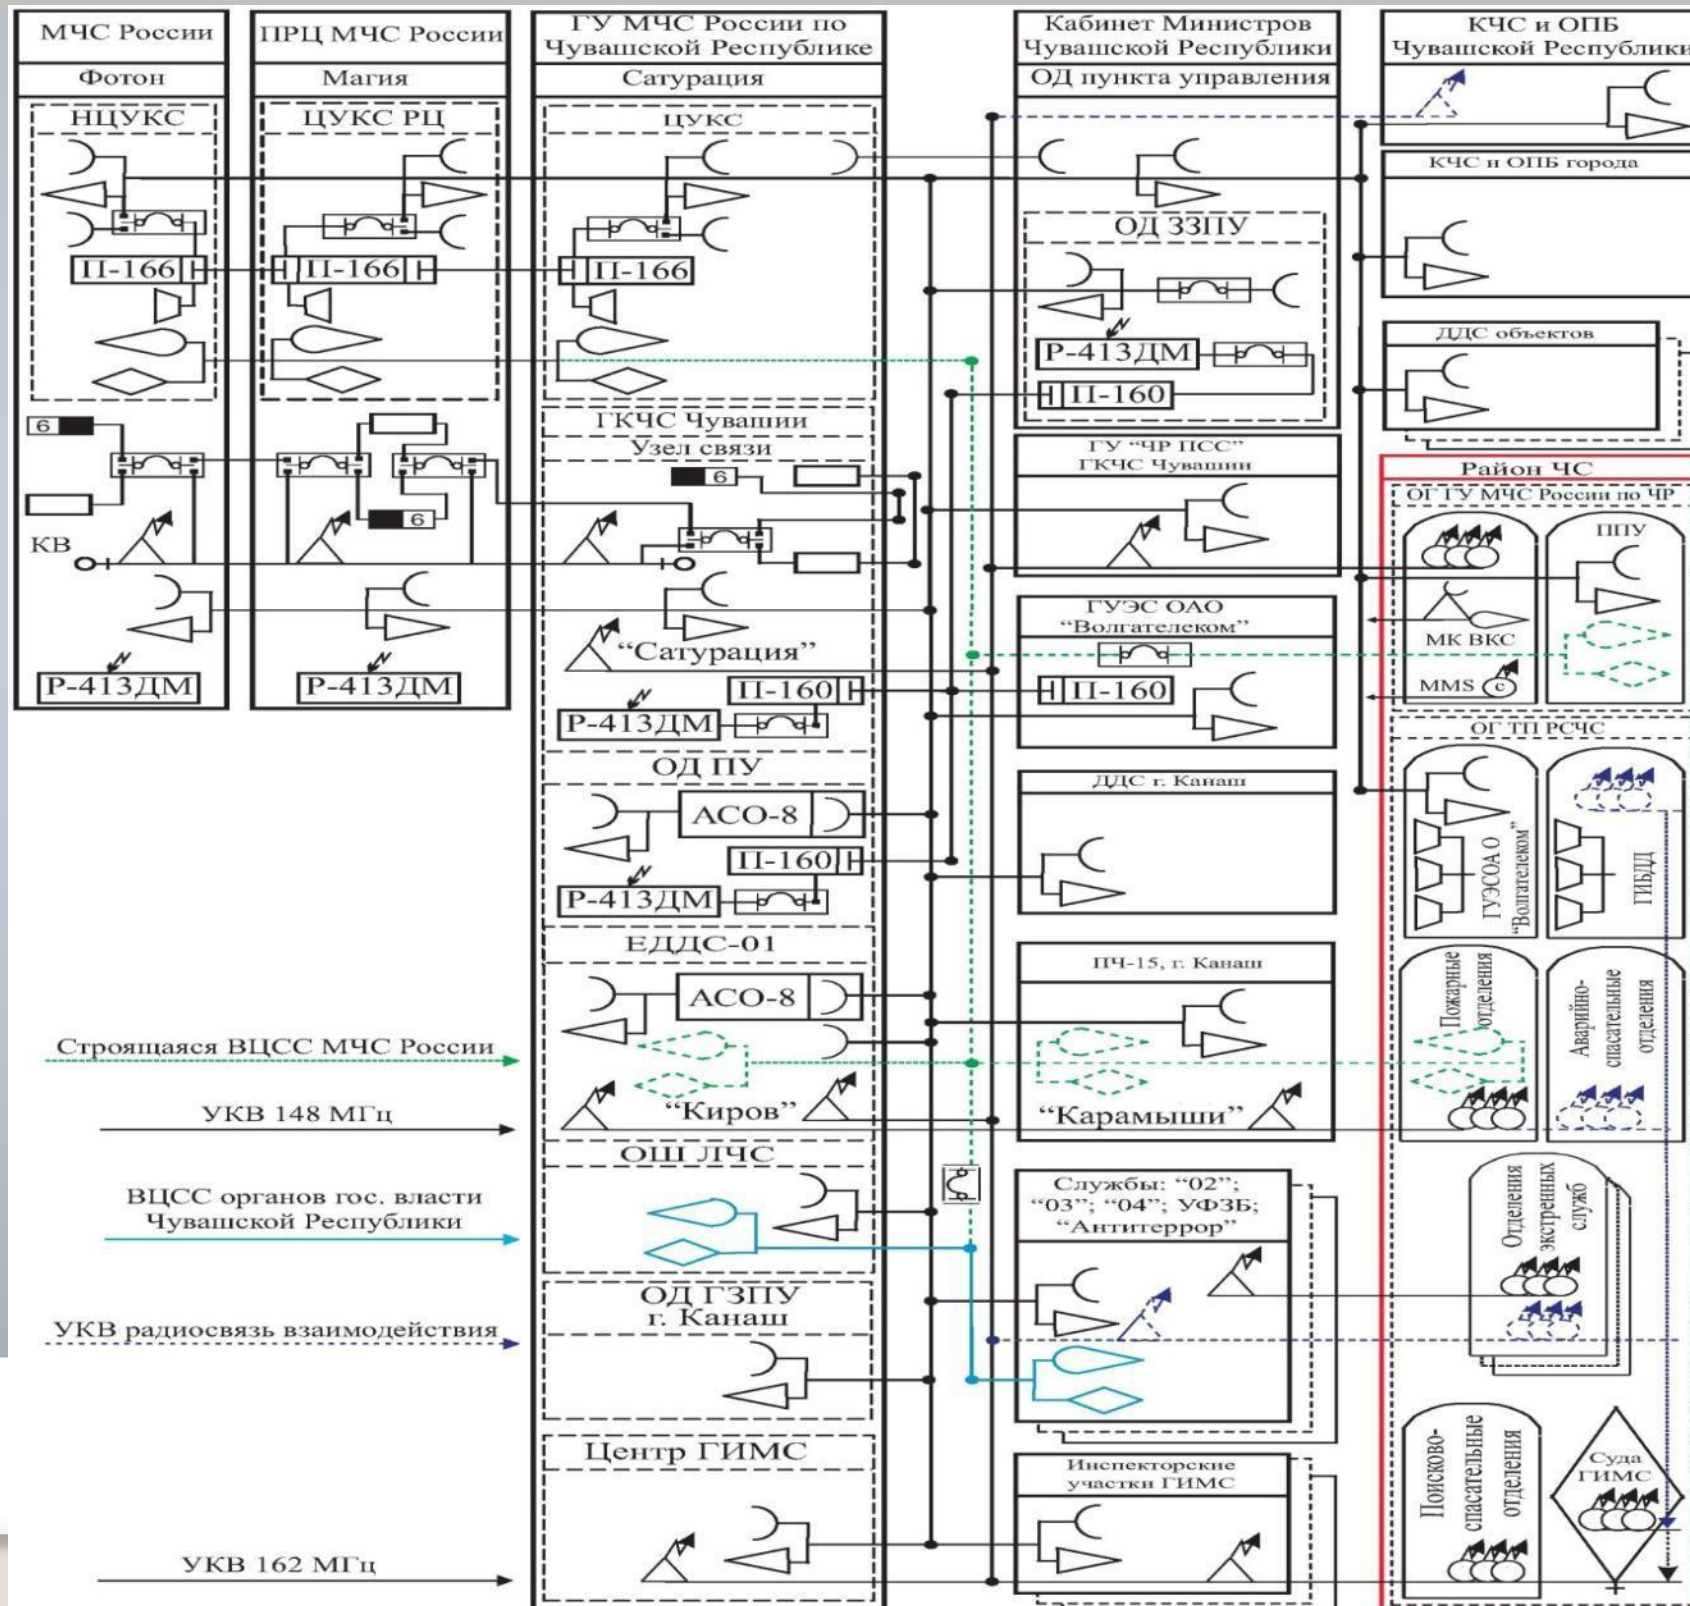 МЧС России
Фотон
НЦУКС
П-166
6
КВ
Р-413ДМ
ПРЦ МЧС России
Магия
ЦУКС РЦ
П-166
6
Р-413ДМ
ГУ МЧС России по
Чувашской Республике
Сатурация
ЦУКС
П-166
ГКЧС Чувашии
Узел связи
6
“Сатурация”
П-160
Р-413ДМ
ОД ПУ
АСО-8
П-160
Р-413ДМ
ЕДДС-01
АСО-8
“Киров”
ОШ ЛЧС
ОД ГЗПУ
г. Канаш
Центр ГИМС
Строящаяся ВЦСС МЧС России
УКВ 148 МГц
ВЦСС органов гос. власти
Чувашской Республики
УКВ радиосвязь взаимодействия
УКВ 162 МГц
Кабинет Министров
Чувашской Республики
ОД пункта управления
ОД ЗЗПУ
Р-413ДМ
П-160
ГУ “ЧР ПСС”
ГКЧС Чувашии
ГУЭС ОАО
“Волгателеком”
П-160
ДДС г. Канаш
ПЧ-15, г. Канаш
“Карамыши”
Службы: “02”;
“03”; “04”; УФЗБ;
“Антитеррор”
Инспекторские
участки ГИМС
КЧС и ОПБ
Чувашской Республики
КЧС и ОПБ города
ДДС объектов
Район ЧС
ОГ ГУ МЧС России по ЧР
ППУ
МК ВКС
MMS
c
ОГ ТП РСЧС
ГУЭСОА О
“Волгателеком”
ГИБДД
Пожарные
отделения
Аварийно-
спасательные
отделения
Отделения
экстренных
служб
Поисково-
спасательные
отделения
Суда
ГИМС